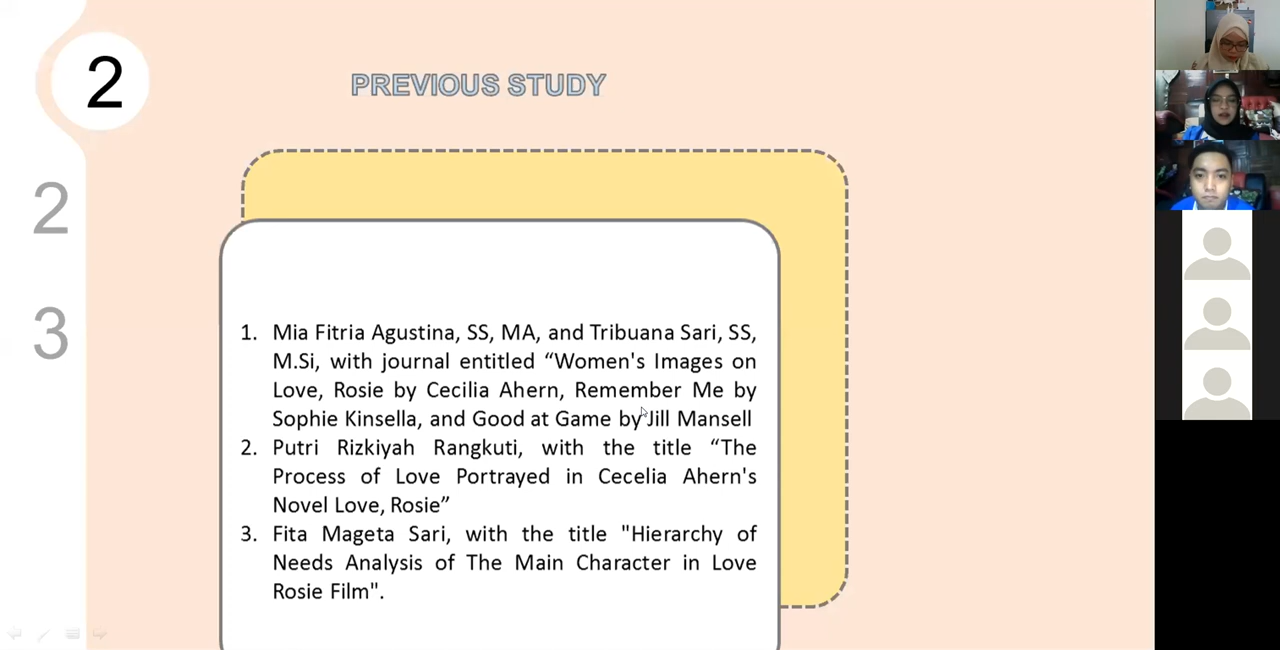 2
PREVIOUS STUDY
2
3
1. Mia Fitria Agustina, SS, MA, and Tribuana Sari, SS,
M.Si, with journal entitled “Women's Images on
Love, Rosie by Cecilia Ahern, Remember Me by
Sophie Kinsella, and Good at Game by Jill Mansell
2. Putri Rizkiyah Rangkuti, with the title “The
Process of Love Portrayed in Cecelia Ahern's
Novel Love, Rosie”
3. Fita Mageta Sari, with the title "Hierarchy of
Needs Analysis of The Main Character in Love
Rosie Film".